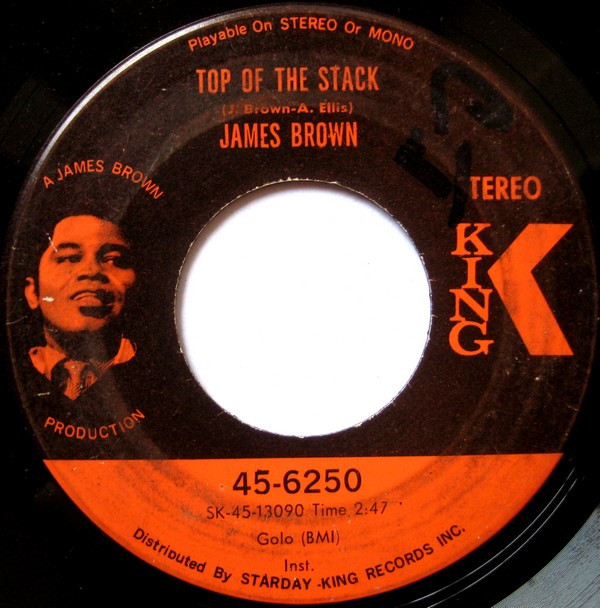 Playable On STEREO Or MONO
TOP OF THE STACK
(J. Brown-A. Ellis)
JAMES BROWN
A JAMES BROWN
PRODUCTION
TEREO
KING
45-6250
SK-45-13090 Time 2:47
Golo (BMI)
Inst.
Distributed By STARDAY-KING RECORDS INC.